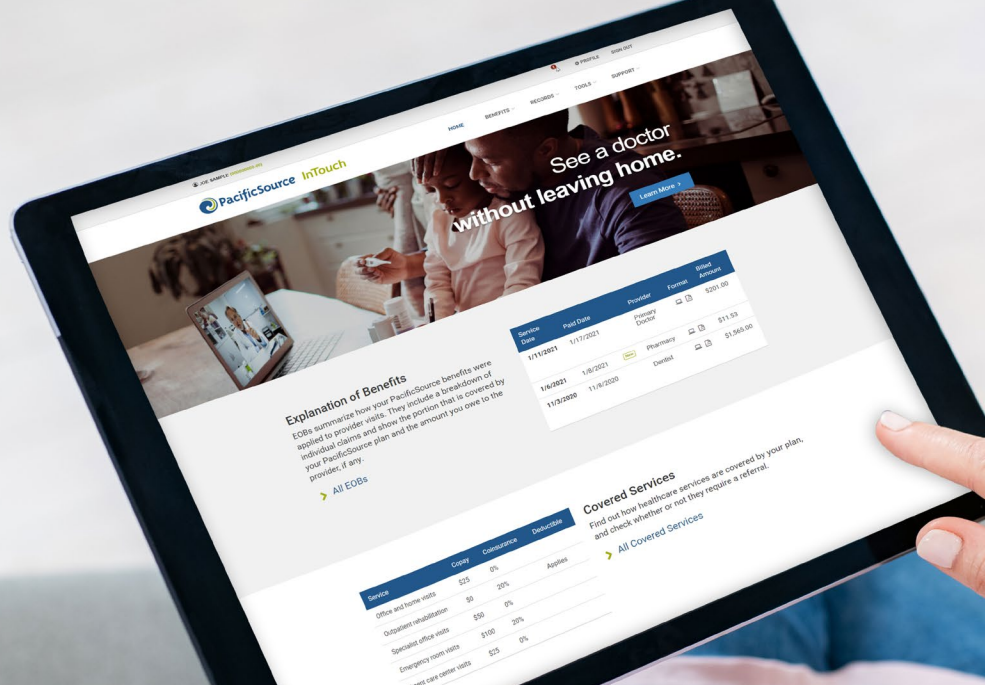 PROFILE
SIGN OUT
JOE SAMPLE
PacificSource InTouch
HOME
BENEFITS
RECORDS
TOOLS
SUPPORT
See a doctor
without leaving home.
Learn More >
Explanation of Benefits
EOBs summarize how your PacificSource benefits were
applied to provider visits. They include a breakdown of
individual claims and show the portion that is covered by
your PacificSource plan and the amount you owe to the
provider, if any.
All EOBs
Service Date Paid Date Provider Format Billed Amount
1/11/2021 1/17/2021 Primary Doctor $201.00
1/6/2021 1/8/2021 Pharmacy $11.53
11/3/2020 11/9/2020 Dentist $1,565.00
Covered Services
Find out how healthcare services are covered by your plan,
and check whether or not they require a referral.
All Covered Services
Service Copay Coinsurance Deductible
Office and home visits $25 0%
Outpatient rehabilitation $0 20% Applies
Specialist office visits $50 0%
Emergency room visits $100 20%
ent care center visits $25 0%